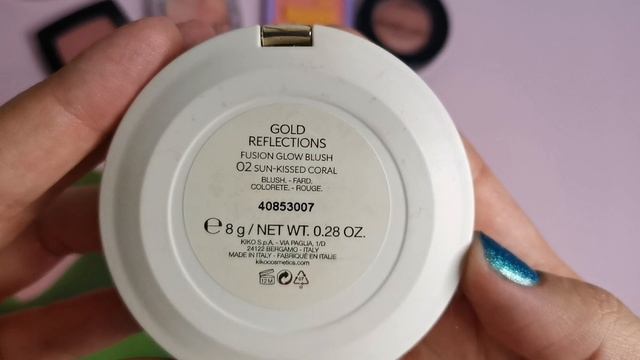 GOLD
REFLECTIONS
FUSION GLOW BLUSH
02 SUN-KISSED CORAL
BLUSH. - FARD.
COLORETE. - ROUGE.
40853007
℮ 8 g / NET WT. 0.28 OZ.
KIKO S.p.A. - VIA PAGLIA, 1/D
24122 BERGAMO - ITALY
MADE IN ITALY - FABRIQUÉ EN ITALIE
kikocosmetics.com
12 M